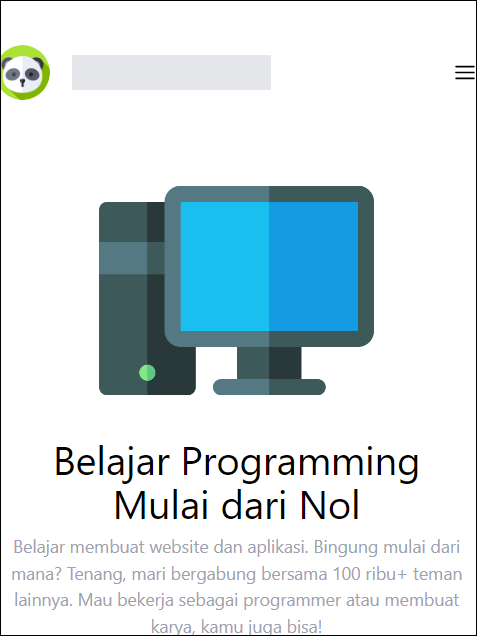 Belajar Programming
Mulai dari Nol
Belajar membuat website dan aplikasi. Bingung mulai dari
mana? Tenang, mari bergabung bersama 100 ribu+ teman
lainnya. Mau bekerja sebagai programmer atau membuat
karya, kamu juga bisa!